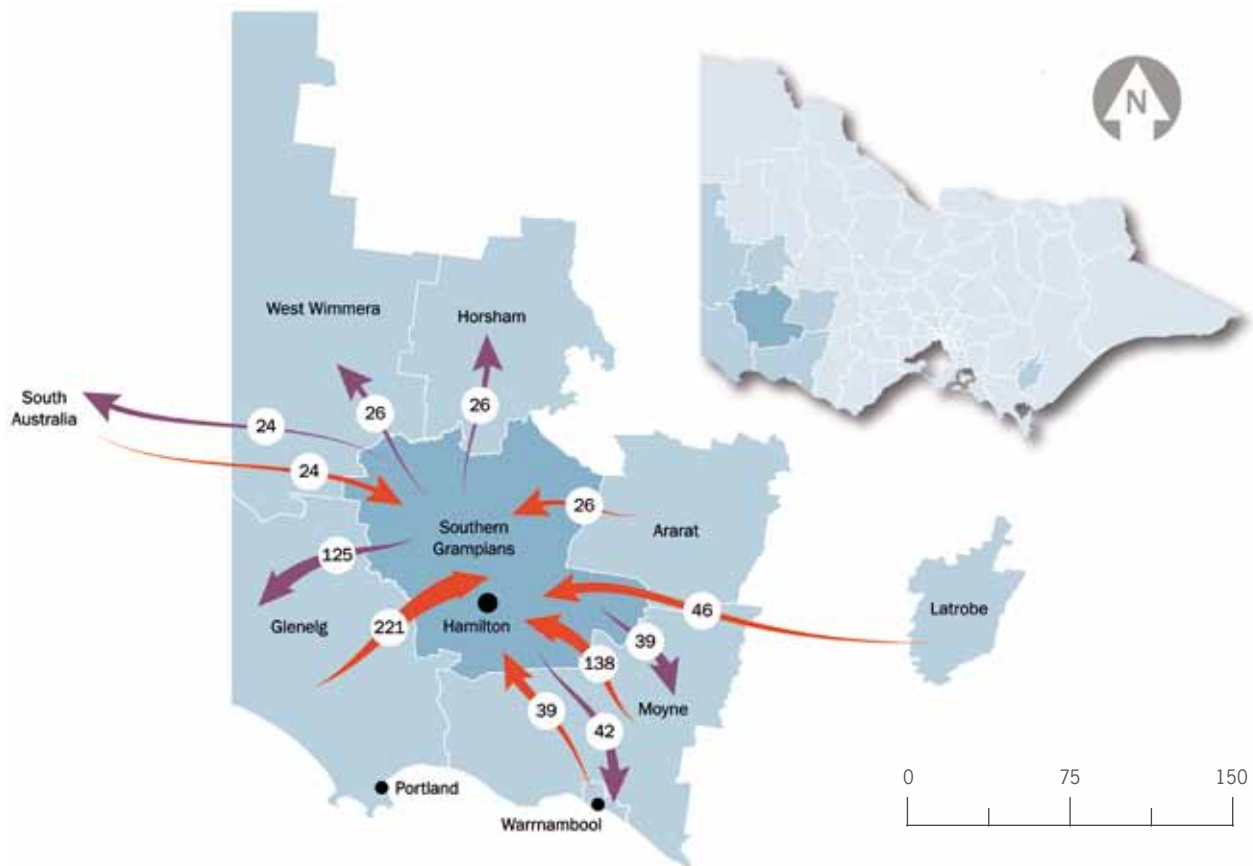 N
West Wimmera
Horsham
South
Australia
24
26
26
24
26
Southern
Grampians
Ararat
125
Glenelg
221
Hamilton
46
Latrobe
39
138
Moyne
39
42
Portland
Warrnambool
0 75 150